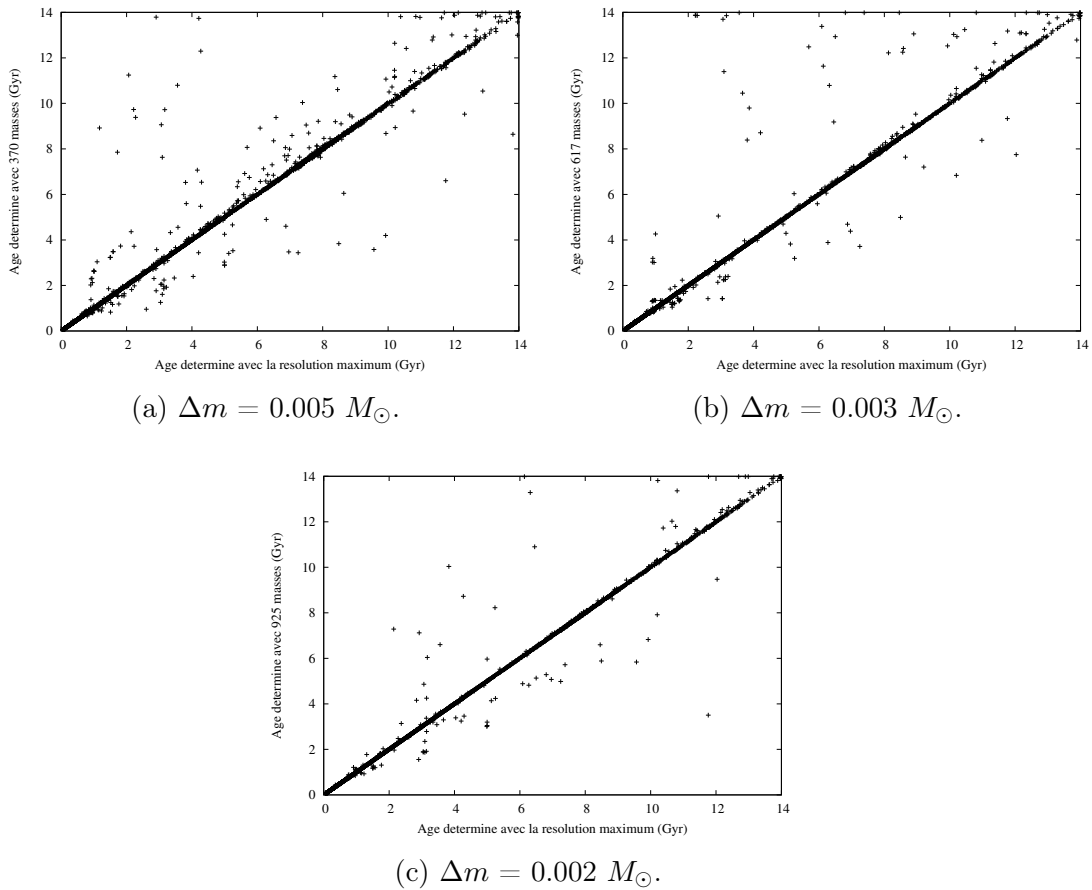 14
12
10
8
6
4
2
0
Age determine avec 370 masses (Gyr)
0 2 4 6 8 10 12 14
Age determine avec la resolution maximum (Gyr)
(a) Δm = 0.005 M⊙.
14
12
10
8
6
4
2
0
Age determine avec 617 masses (Gyr)
0 2 4 6 8 10 12 14
Age determine avec la resolution maximum (Gyr)
(b) Δm = 0.003 M⊙.
14
12
10
8
6
4
2
0
Age determine avec 925 masses (Gyr)
0 2 4 6 8 10 12 14
Age determine avec la resolution maximum (Gyr)
(c) Δm = 0.002 M⊙.